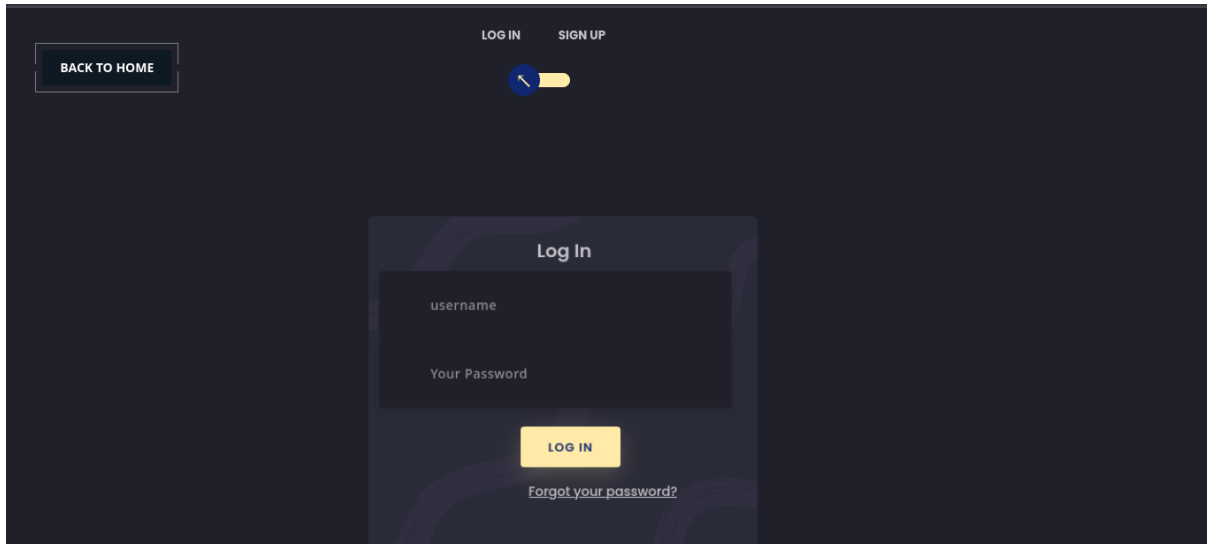 LOG IN SIGN UP
BACK TO HOME
Log In
username
Your Password
LOG IN
Forgot your password?